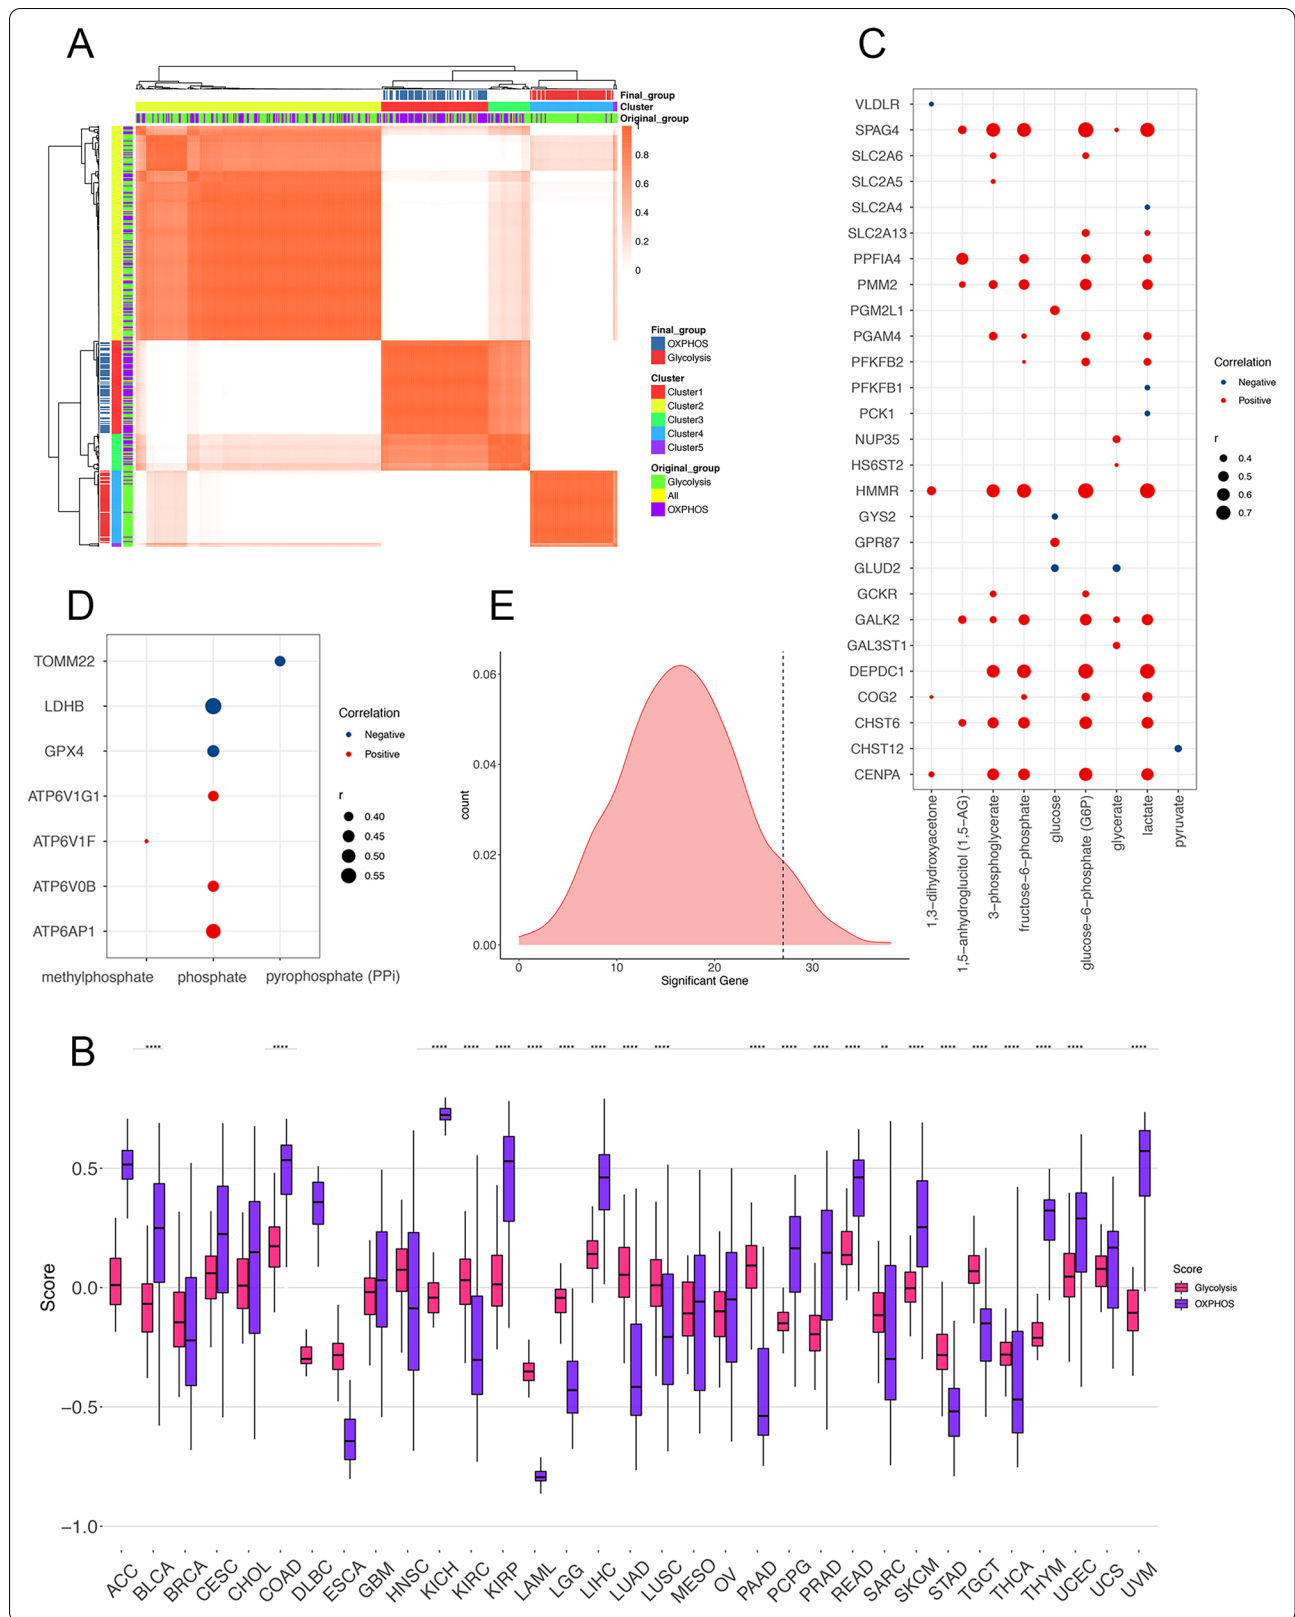 A
Final_group
Cluster
Original_group
1
0.8
0.6
0.4
0.2
0
Final_group
OXPHOS
Glycolysis
Cluster
Cluster1
Cluster2
Cluster3
Cluster4
Cluster5
Original_group
Glycolysis
All
OXPHOS
C
VLDLR
SPAG4
SLC2A6
SLC2A5
SLC2A4
SLC2A13
PPFIA4
PMM2
PGM2L1
PGAM4
PFKFB2
PFKFB1
PCK1
NUP35
HS6ST2
HMMR
GYS2
GPR87
GLUD2
GCKR
GALK2
GAL3ST1
DEPDC1
COG2
CHST6
CHST12
CENPA
1,3−dihydroxyacetone
1,5−anhydroglucitol (1,5−AG)
3−phosphoglycerate
fructose−6−phosphate
glucose
glucose−6−phosphate (G6P)
glycerate
lactate
pyruvate
Correlation
Negative
Positive
r
0.4
0.5
0.6
0.7
D
TOMM22
LDHB
GPX4
ATP6V1G1
ATP6V1F
ATP6V0B
ATP6AP1
methylphosphate phosphate pyrophosphate (PPi)
Correlation
Negative
Positive
r
0.40
0.45
0.50
0.55
E
count
0.06
0.04
0.02
0.00
0 10 20 30
Significant Gene
B
**** **** **** **** **** **** **** **** **** **** **** **** **** **** ** **** **** **** **** **** **** ****
Score
0.5
0.0
−0.5
−1.0
ACC BLCA BRCA CESC CHOL COAD DLBC ESCA GBM HNSC KICH KIRC KIRP LAML LGG LIHC LUAD LUSC MESO OV PAAD PCPG PRAD READ SARC SKCM STAD TGCT THCA THYM UCEC UCS UVM
Score
Glycolysis
OXPHOS